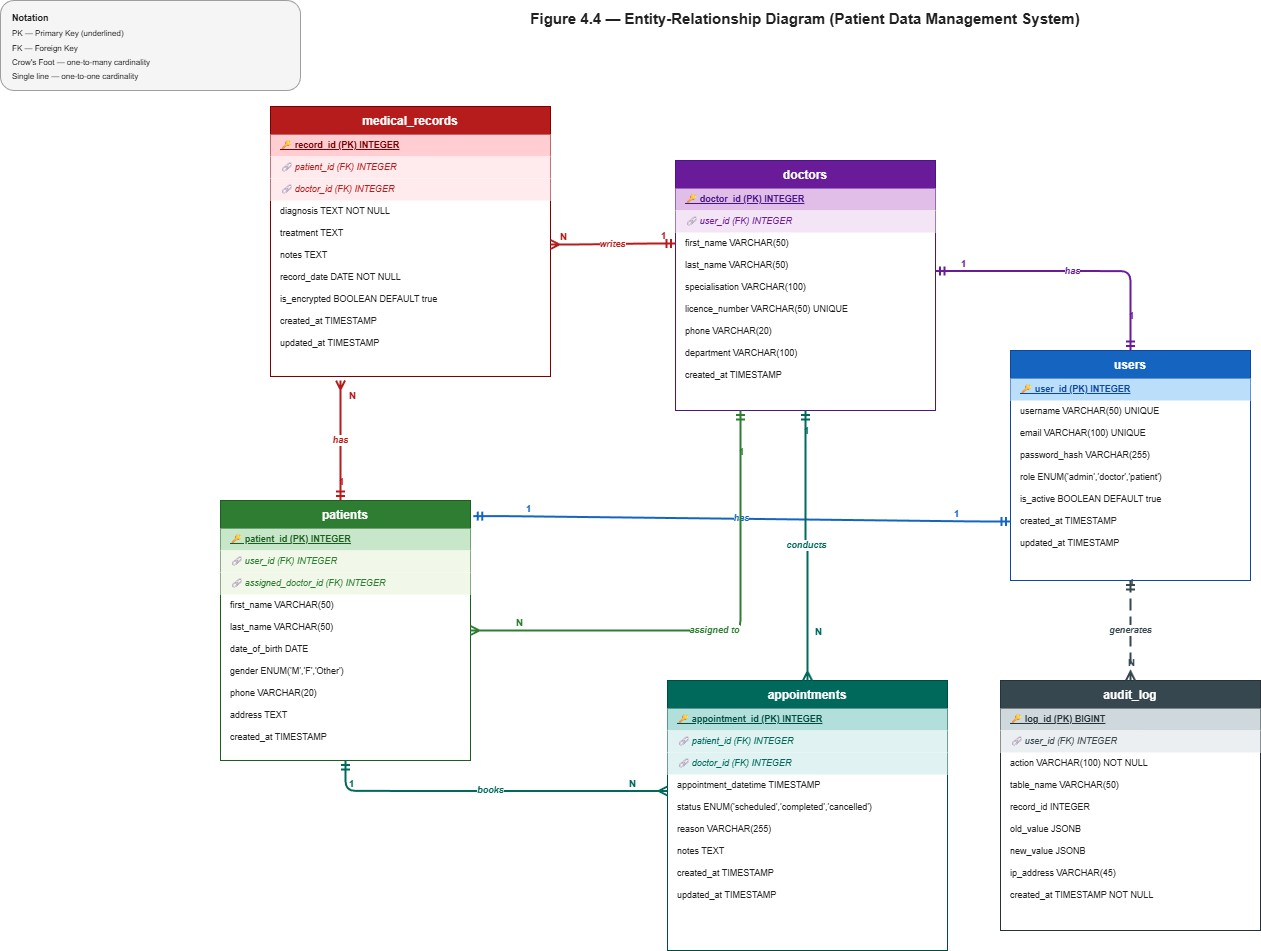 Figure 4.4 — Entity-Relationship Diagram (Patient Data Management System)
Notation
PK — Primary Key (underlined)
FK — Foreign Key
Crow's Foot — one-to-many cardinality
Single line — one-to-one cardinality
medical_records
record_id (PK) INTEGER
patient_id (FK) INTEGER
doctor_id (FK) INTEGER
diagnosis TEXT NOT NULL
treatment TEXT
notes TEXT
record_date DATE NOT NULL
is_encrypted BOOLEAN DEFAULT true
created_at TIMESTAMP
updated_at TIMESTAMP
N
writes
1
doctors
doctor_id (PK) INTEGER
user_id (FK) INTEGER
first_name VARCHAR(50)
last_name VARCHAR(50)
specialisation VARCHAR(100)
licence_number VARCHAR(50) UNIQUE
phone VARCHAR(20)
department VARCHAR(100)
created_at TIMESTAMP
1
has
1
users
user_id (PK) INTEGER
username VARCHAR(50) UNIQUE
email VARCHAR(100) UNIQUE
password_hash VARCHAR(255)
role ENUM('admin','doctor','patient')
is_active BOOLEAN DEFAULT true
created_at TIMESTAMP
updated_at TIMESTAMP
N
has
1
1
1
patients
patient_id (PK) INTEGER
user_id (FK) INTEGER
assigned_doctor_id (FK) INTEGER
first_name VARCHAR(50)
last_name VARCHAR(50)
date_of_birth DATE
gender ENUM('M','F','Other')
phone VARCHAR(20)
address TEXT
created_at TIMESTAMP
1
has
1
conducts
N
N
assigned to
generates
N
1
books
N
appointments
appointment_id (PK) INTEGER
patient_id (FK) INTEGER
doctor_id (FK) INTEGER
appointment_datetime TIMESTAMP
status ENUM('scheduled','completed','cancelled')
reason VARCHAR(255)
notes TEXT
created_at TIMESTAMP
updated_at TIMESTAMP
audit_log
log_id (PK) BIGINT
user_id (FK) INTEGER
action VARCHAR(100) NOT NULL
table_name VARCHAR(50)
record_id INTEGER
old_value JSONB
new_value JSONB
ip_address VARCHAR(45)
created_at TIMESTAMP NOT NULL